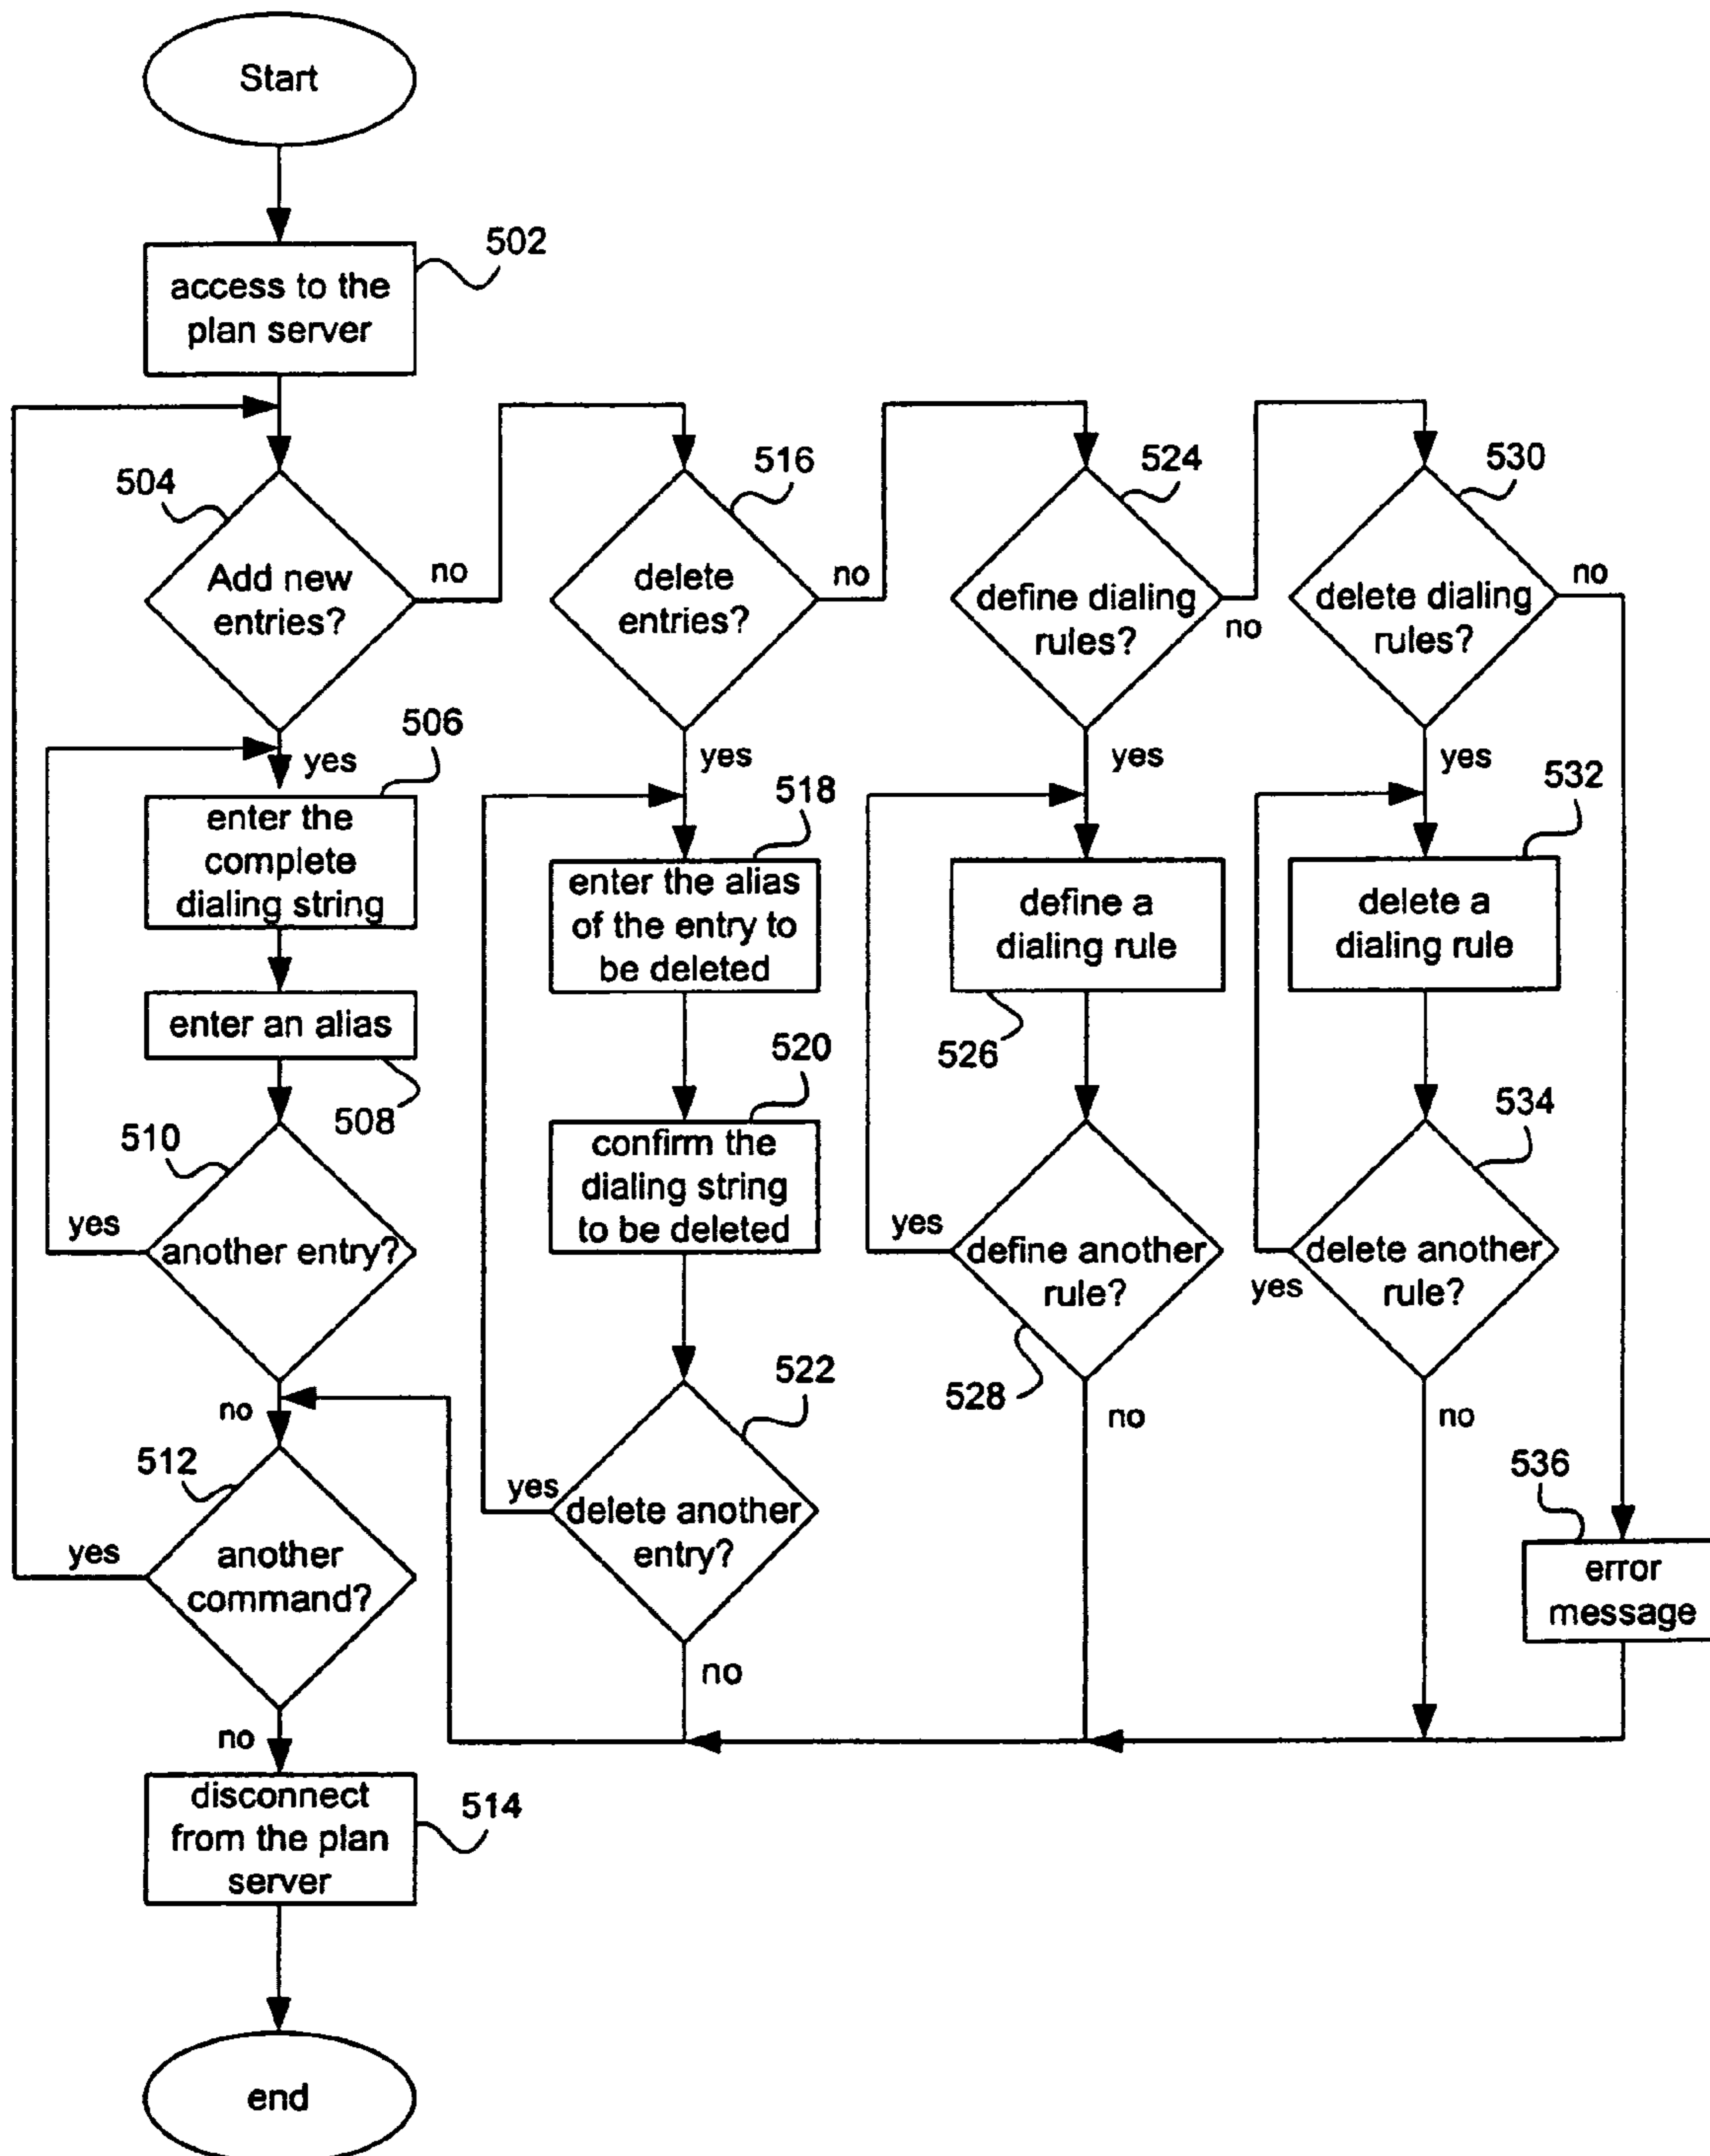 Start
502
access to the
plan server
504
Add new
entries?
no
yes
506
enter the
complete
dialing string
enter an alias
508
510
another entry?
yes
no
512
another
command?
yes
no
disconnect
from the plan
server
514
end
516
delete
entries?
no
yes
518
enter the alias
of the entry to
be deleted
520
confirm the
dialing string
to be deleted
522
delete another
entry?
yes
no
524
define dialing
rules?
no
yes
define a
dialing rule
526
define another
rule?
yes
528
no
530
delete dialing
rules?
no
yes
532
delete a
dialing rule
534
delete another
rule?
yes
no
536
error
message